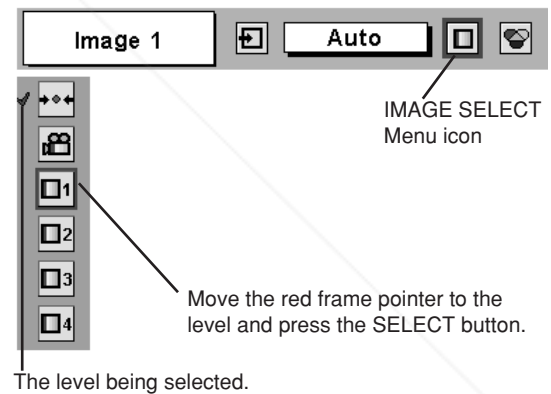 Image 1
Auto
IMAGE SELECT
Menu icon
1
2
3
4
Move the red frame pointer to the
level and press the SELECT button.
The level being selected.